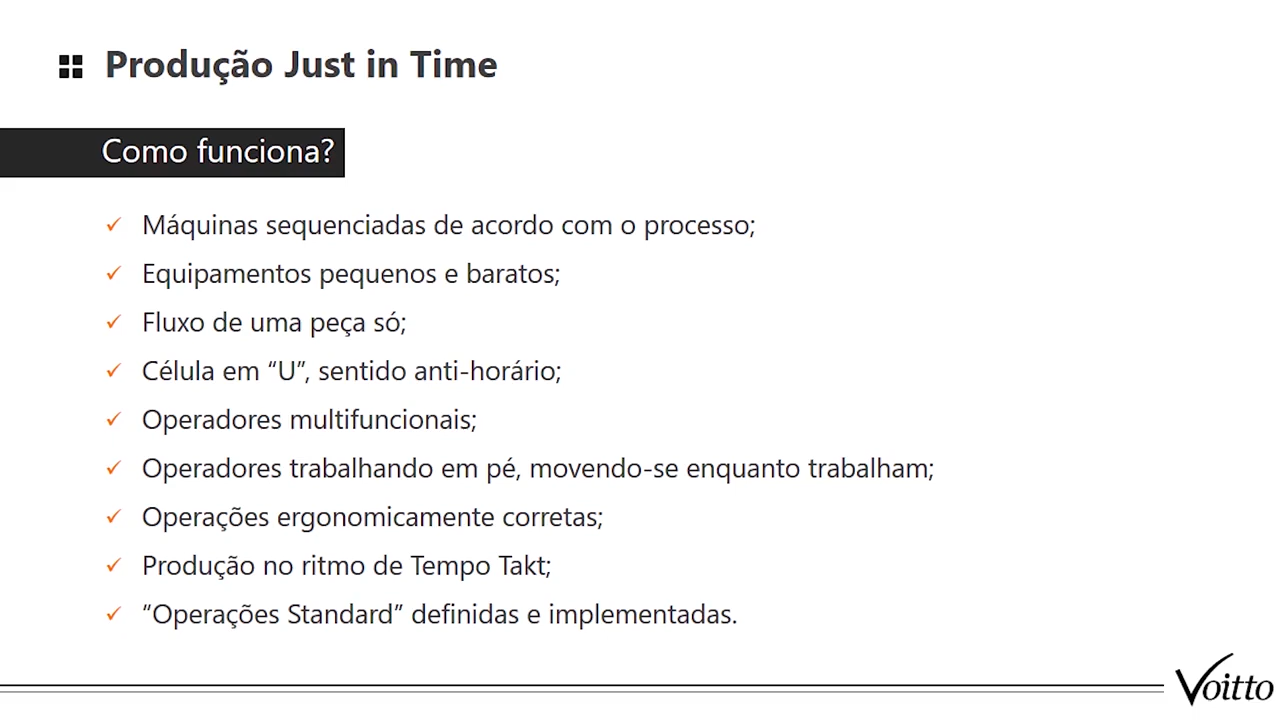 Produção Just in Time
Como funciona?
Máquinas sequenciadas de acordo com o processo;
Equipamentos pequenos e baratos;
Fluxo de uma peça só;
Célula em “U”, sentido anti-horário;
Operadores multifuncionais;
Operadores trabalhando em pé, movendo-se enquanto trabalham;
Operações ergonomicamente corretas;
Produção no ritmo de Tempo Takt;
“Operações Standard” definidas e implementadas.
Voitto